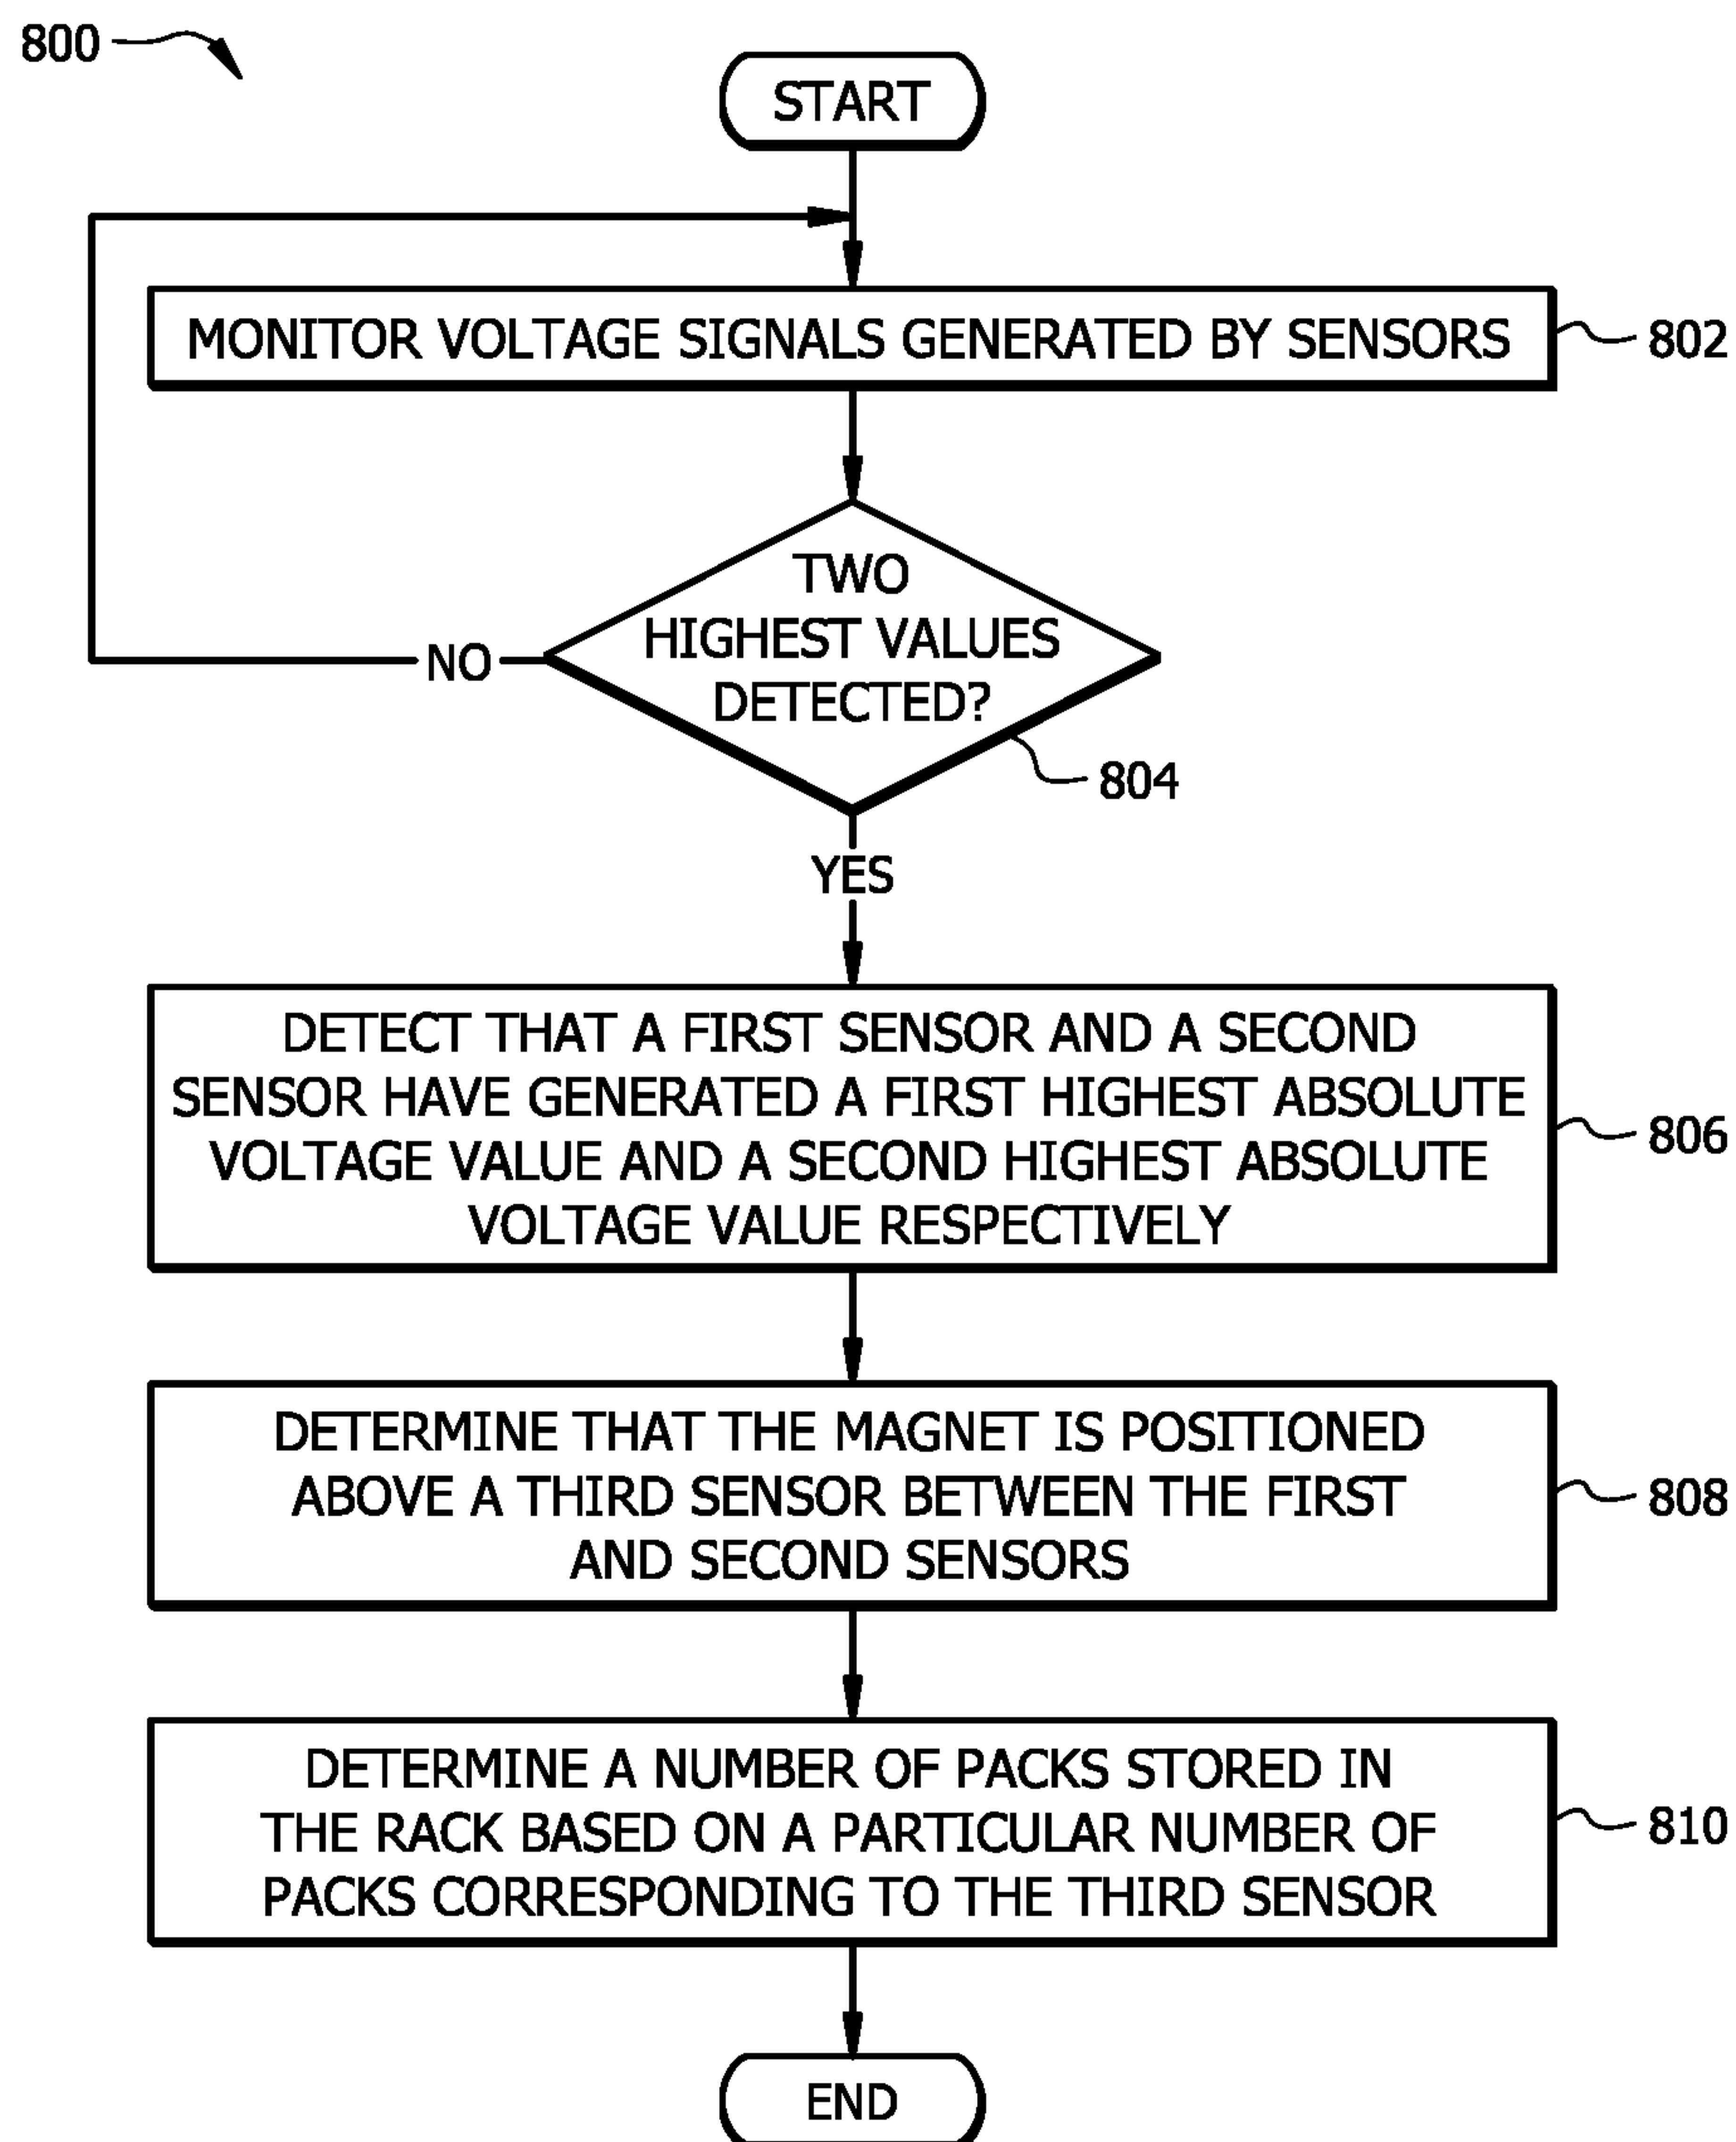 800
START
MONITOR VOLTAGE SIGNALS GENERATED BY SENSORS
802
TWO
HIGHEST VALUES
DETECTED?
NO
804
YES
DETECT THAT A FIRST SENSOR AND A SECOND
SENSOR HAVE GENERATED A FIRST HIGHEST ABSOLUTE
VOLTAGE VALUE AND A SECOND HIGHEST ABSOLUTE
VOLTAGE VALUE RESPECTIVELY
806
DETERMINE THAT THE MAGNET IS POSITIONED
ABOVE A THIRD SENSOR BETWEEN THE FIRST
AND SECOND SENSORS
808
DETERMINE A NUMBER OF PACKS STORED IN
THE RACK BASED ON A PARTICULAR NUMBER OF
PACKS CORRESPONDING TO THE THIRD SENSOR
810
END